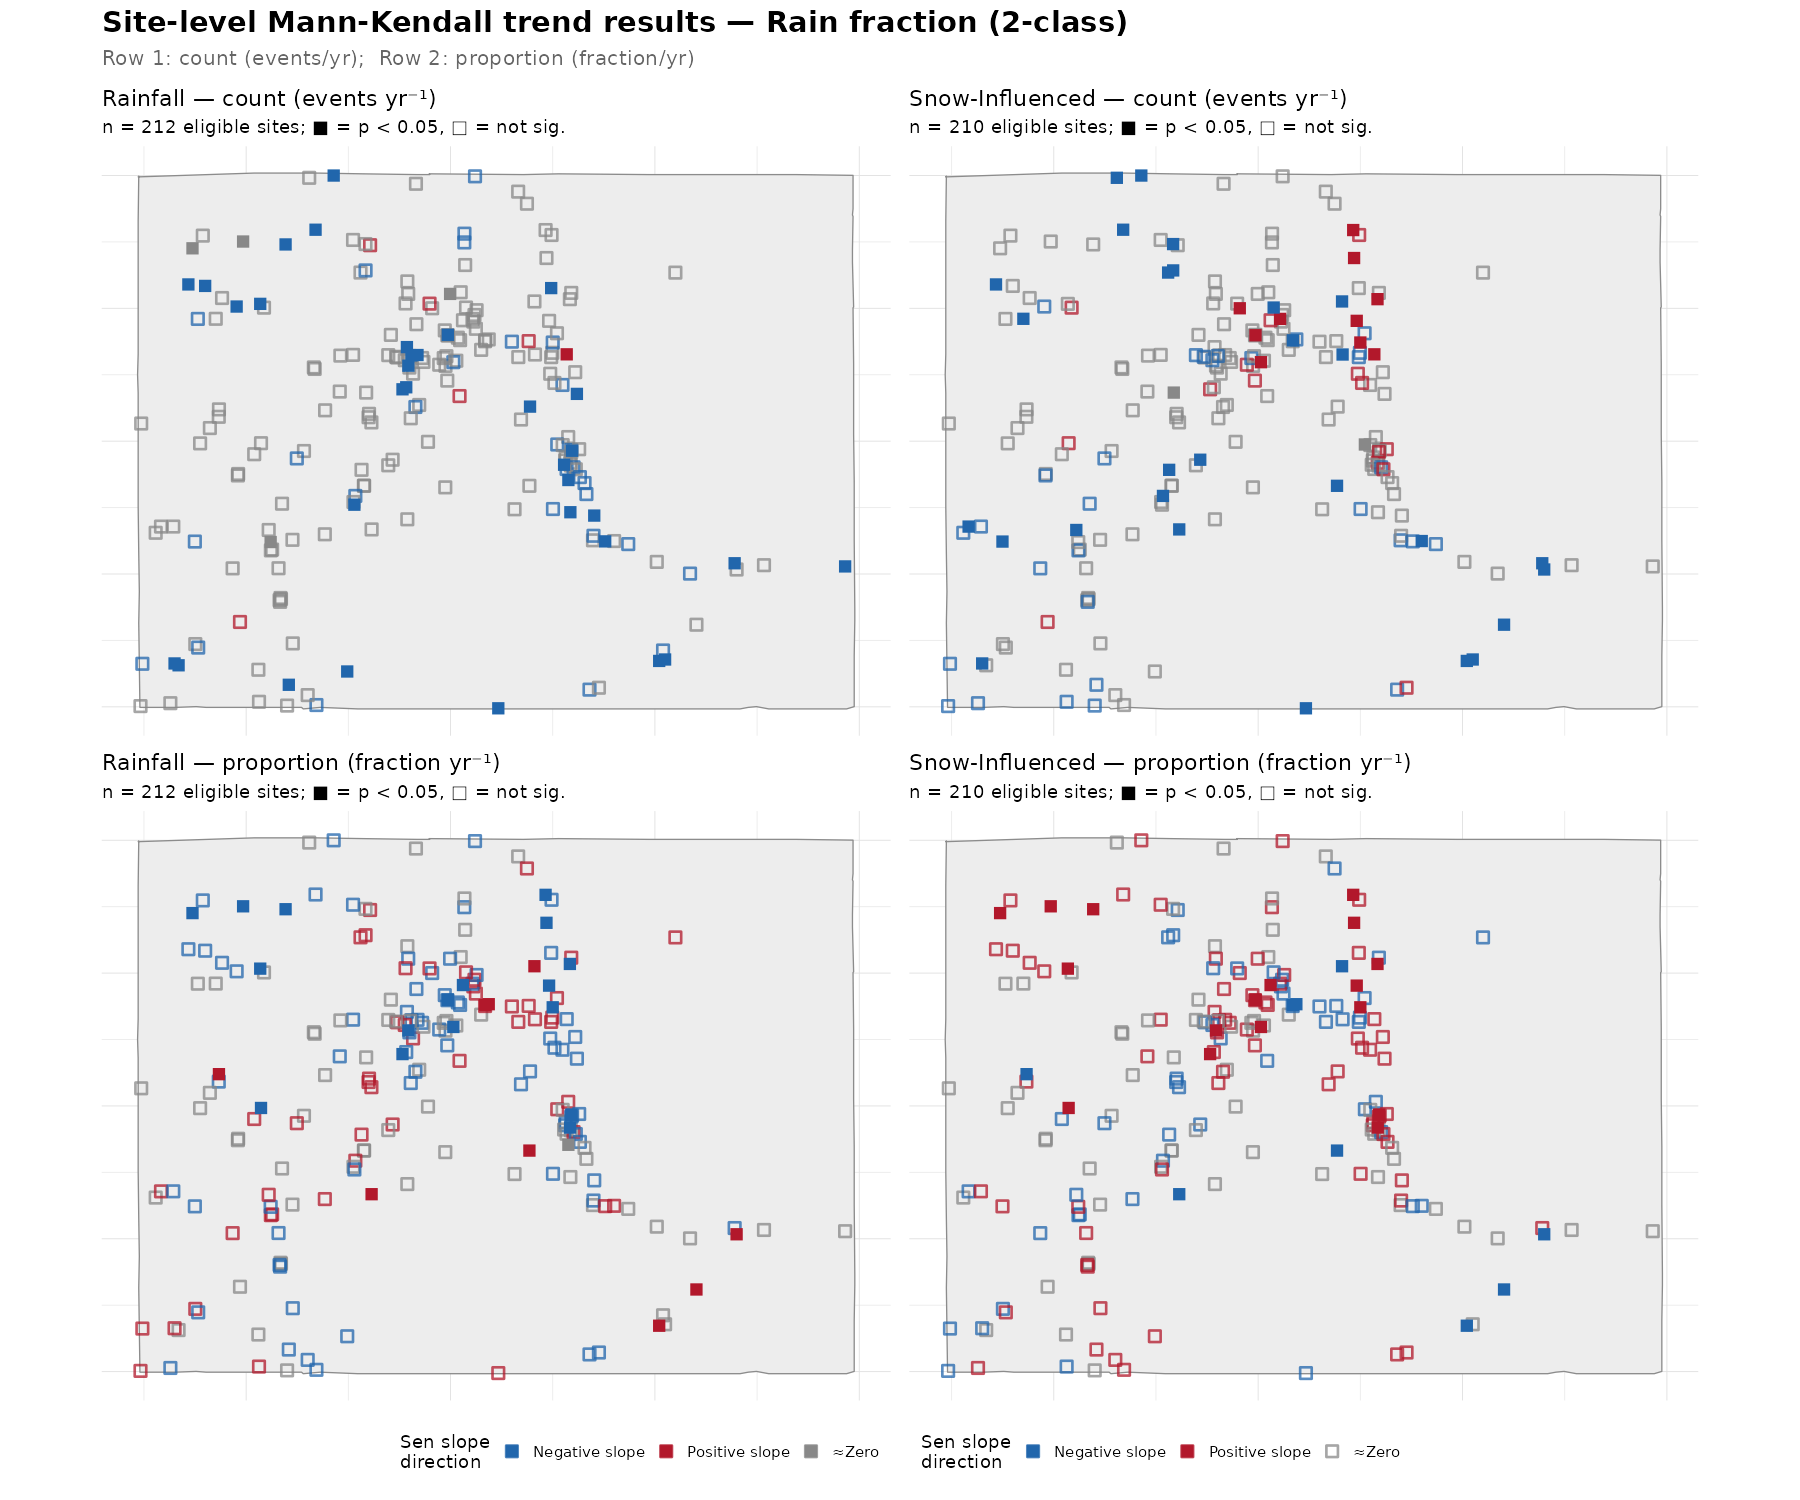 Site-level Mann-Kendall trend results — Rain fraction (2-class)
Row 1: count (events/yr);  Row 2: proportion (fraction/yr)
Rainfall — count (events yr⁻¹)
n = 212 eligible sites; ■ = p < 0.05, □ = not sig.
Snow-Influenced — count (events yr⁻¹)
n = 210 eligible sites; ■ = p < 0.05, □ = not sig.
Rainfall — proportion (fraction yr⁻¹)
n = 212 eligible sites; ■ = p < 0.05, □ = not sig.
Snow-Influenced — proportion (fraction yr⁻¹)
n = 210 eligible sites; ■ = p < 0.05, □ = not sig.
Sen slope
direction
Negative slope
Positive slope
≈Zero
Sen slope
direction
Negative slope
Positive slope
≈Zero